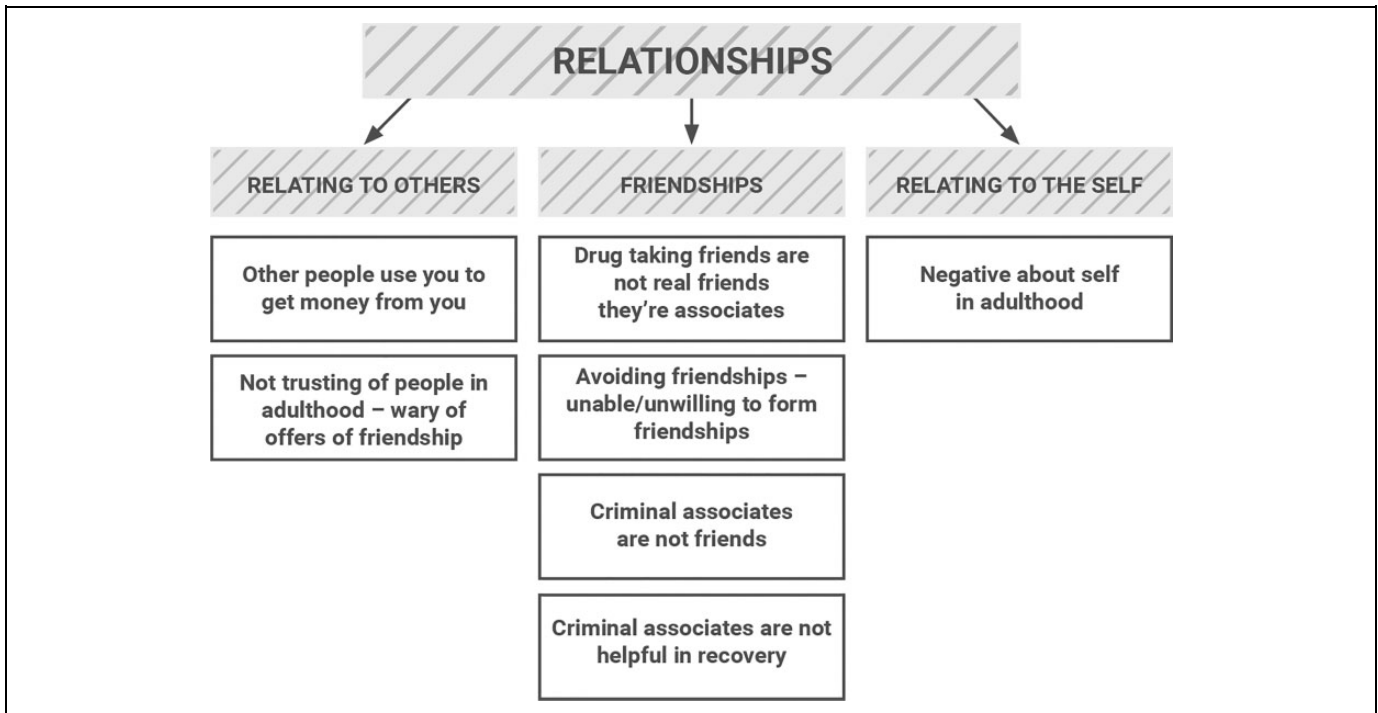 RELATIONSHIPS
RELATING TO OTHERS
Other people use you to
get money from you
Not trusting of people in
adulthood – wary of
offers of friendship
FRIENDSHIPS
Drug taking friends are
not real friends
they’re associates
Avoiding friendships –
unable/unwilling to form
friendships
Criminal associates
are not friends
Criminal associates are not
helpful in recovery
RELATING TO THE SELF
Negative about self
in adulthood